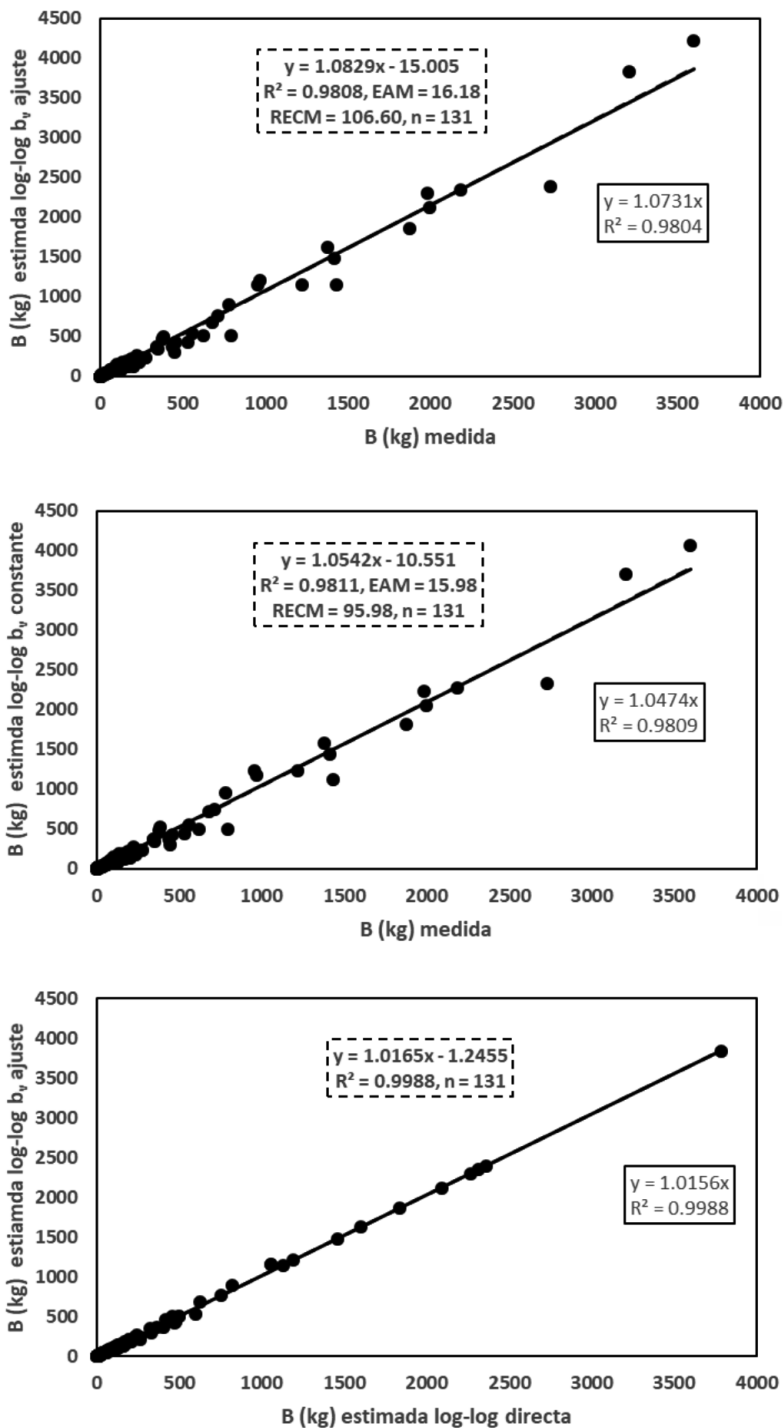 4500
4000
3500
3000
2500
2000
1500
1000
500
0
B (kg) estimda log-log bᵥ ajuste
y = 1.0829x - 15.005
R² = 0.9808, EAM = 16.18
RECM = 106.60, n = 131
y = 1.0731x
R² = 0.9804
0 500 1000 1500 2000 2500 3000 3500 4000
B (kg) medida
4500
4000
3500
3000
2500
2000
1500
1000
500
0
B (kg) estimda log-log bᵥ constante
y = 1.0542x - 10.551
R² = 0.9811, EAM = 15.98
RECM = 95.98, n = 131
y = 1.0474x
R² = 0.9809
0 500 1000 1500 2000 2500 3000 3500 4000
B (kg) medida
4500
4000
3500
3000
2500
2000
1500
1000
500
0
B (kg) estiamda log-log bᵥ ajuste
y = 1.0165x - 1.2455
R² = 0.9988, n = 131
y = 1.0156x
R² = 0.9988
0 500 1000 1500 2000 2500 3000 3500 4000
B (kg) estimada log-log directa